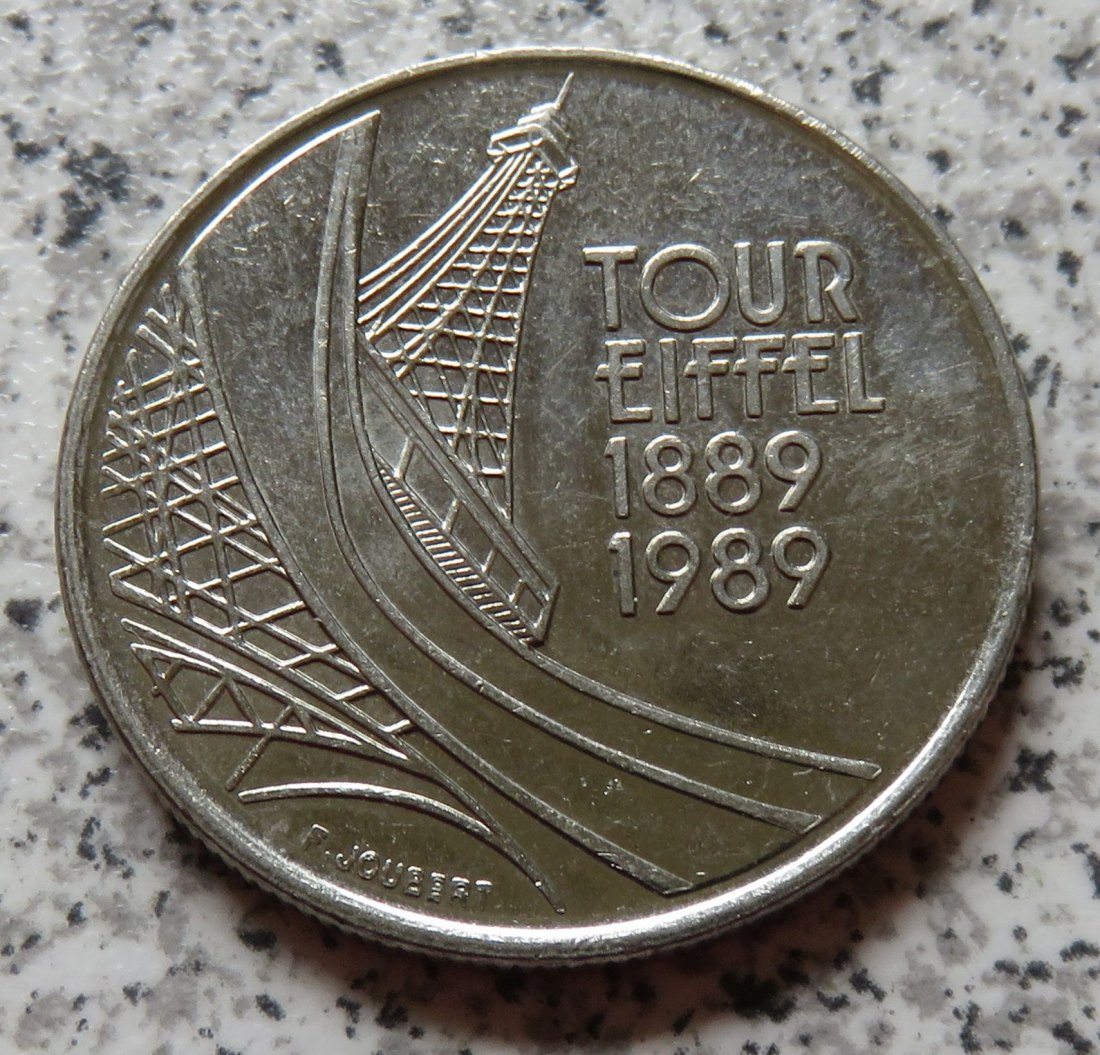 TOUR
EIFFEL
1889
1989
F. JOUBERT